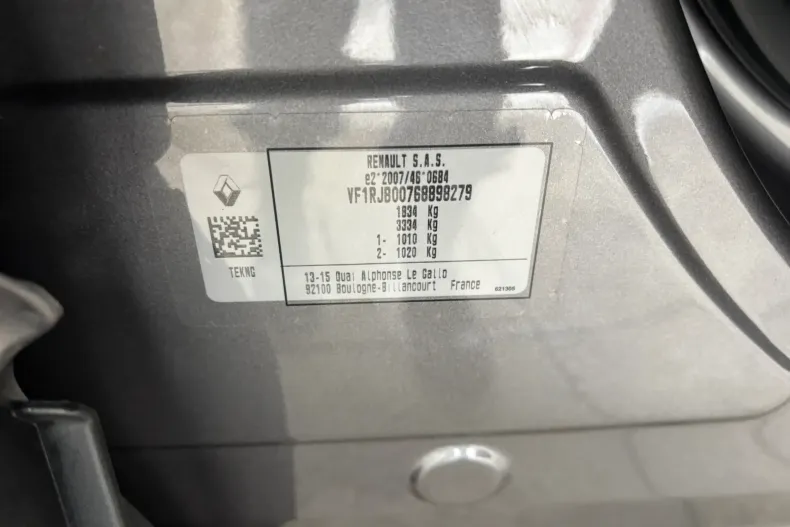 RENAULT S.A.S.
e2*2007/46*0684
VF1RJB00768898279
1834 Kg
3334 Kg
1- 1010 Kg
2- 1020 Kg
TEKNG
13-15 Quai Alphonse Le Gallo
92100 Boulogne-Billancourt France